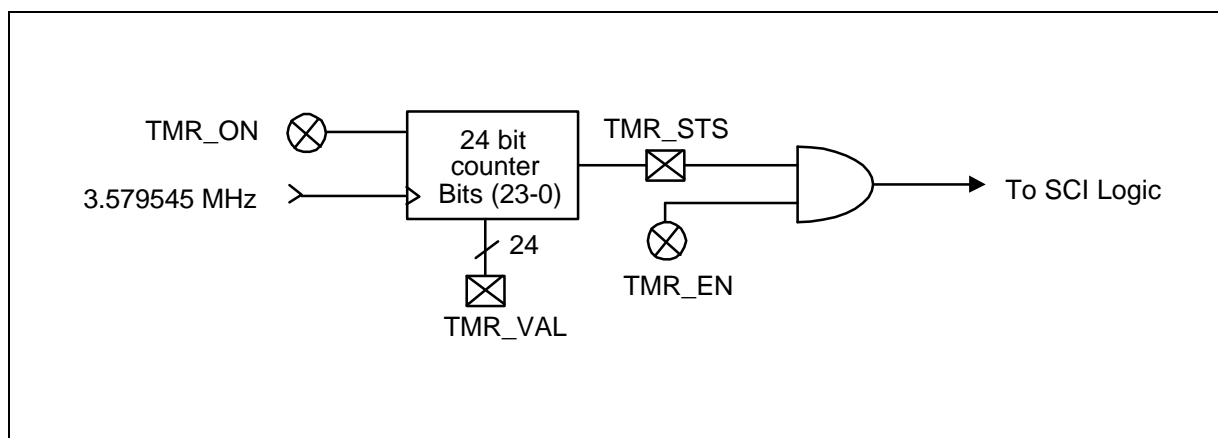 TMR_ON
3.579545 MHz
24 bit
counter
Bits (23-0)
24
TMR_VAL
TMR_STS
TMR_EN
To SCI Logic